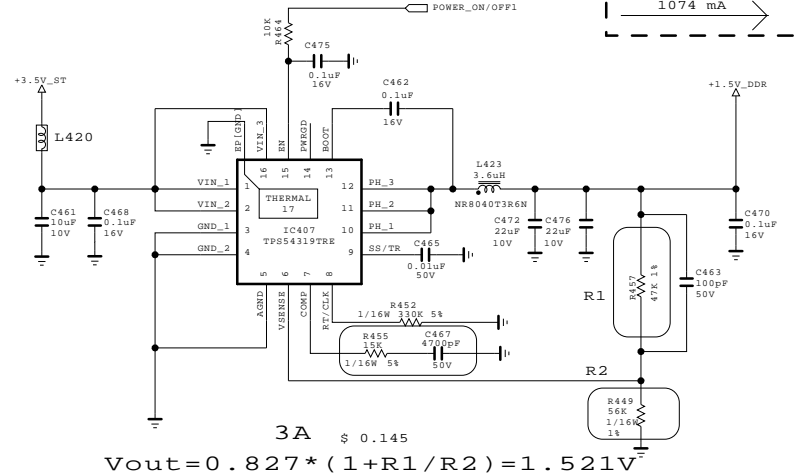 POWER_ON/OFF1
1074 mA
10K
R464
C475
0.1uF
16V
+3.5V_ST
L420
C462
0.1uF
16V
+1.5V_DDR
EP[GND]
VIN_3
EN
PWRGD
BOOT
16
15
14
13
L423
3.6uH
NR8040T3R6N
VIN_1
1
VIN_2
2
GND_1
3
GND_2
4
THERMAL
17
IC407
TPS54319TRE
12
PH_3
11
PH_2
10
PH_1
9
SS/TR
C461
10uF
10V
C468
0.1uF
16V
C465
0.01uF
50V
C472
22uF
10V
C476
22uF
10V
C470
0.1uF
16V
5
6
7
8
AGND
VSENSE
COMP
RT/CLK
R1
R457
47K 1%
C463
100pF
50V
R452
1/16W 330K 5%
R455
15K
1/16W 5%
C467
4700pF
50V
R2
R449
56K
1/16W
1%
3A
$ 0.145
Vout=0.827*(1+R1/R2)=1.521V